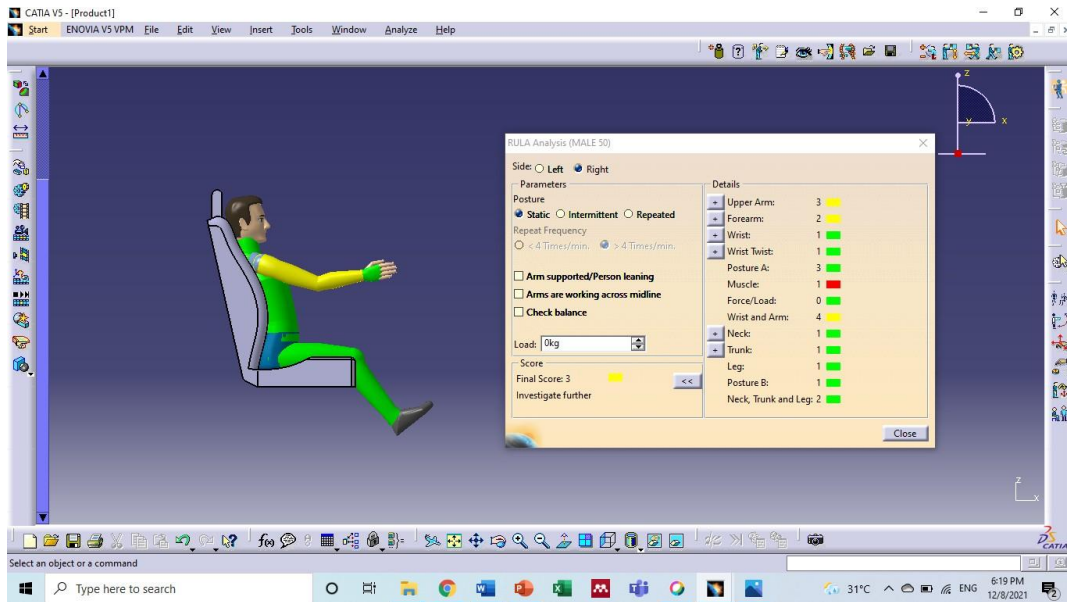 CATIA V5 - [Product1]
Start ENOVIA V5 VPM File Edit View Insert Tools Window Analyze Help
z
y x
RULA Analysis (MALE 50)
Side: Left Right
Parameters
Posture
Static Intermittent Repeated
Repeat Frequency
< 4 Times/min. > 4 Times/min.
Arm supported/Person leaning
Arms are working across midline
Check balance
Load: 0kg
Score
Final Score: 3
<<
Investigate further
Details
+ Upper Arm: 3
+ Forearm: 2
+ Wrist: 1
+ Wrist Twist: 1
Posture A: 3
Muscle: 1
Force/Load: 0
Wrist and Arm: 4
+ Neck: 1
+ Trunk: 1
Leg: 1
Posture B: 1
Neck, Trunk and Leg: 2
Close
z
x
f(x)
CATIA
Select an object or a command
Type here to search
31°C ENG
6:19 PM
12/8/2021
2